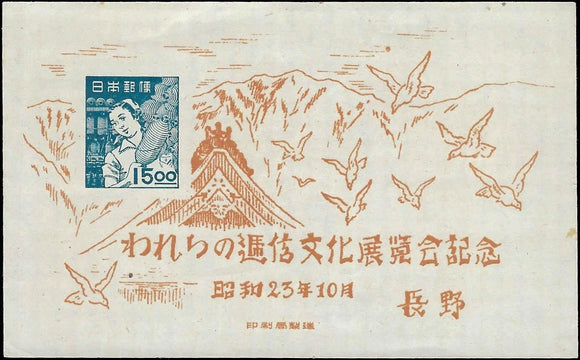 日本郵便
15.00
われらの逓信文化展覧会記念
昭和23年10月
長野
印刷局製造